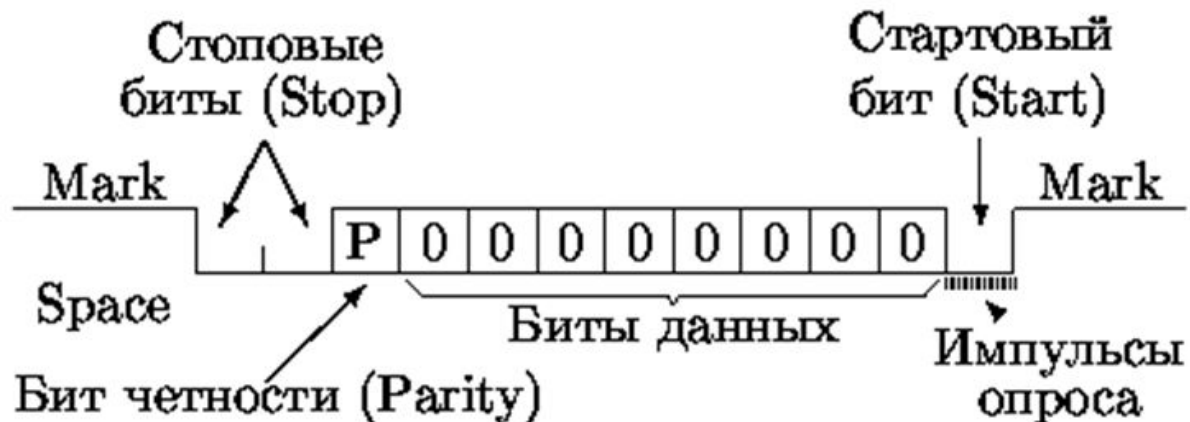 Стоповые
биты (Stop)
Стартовый
бит (Start)
Mark
Mark
P 0 0 0 0 0 0 0 0
Space
Биты данных
Импульсы
опроса
Бит четности (Parity)